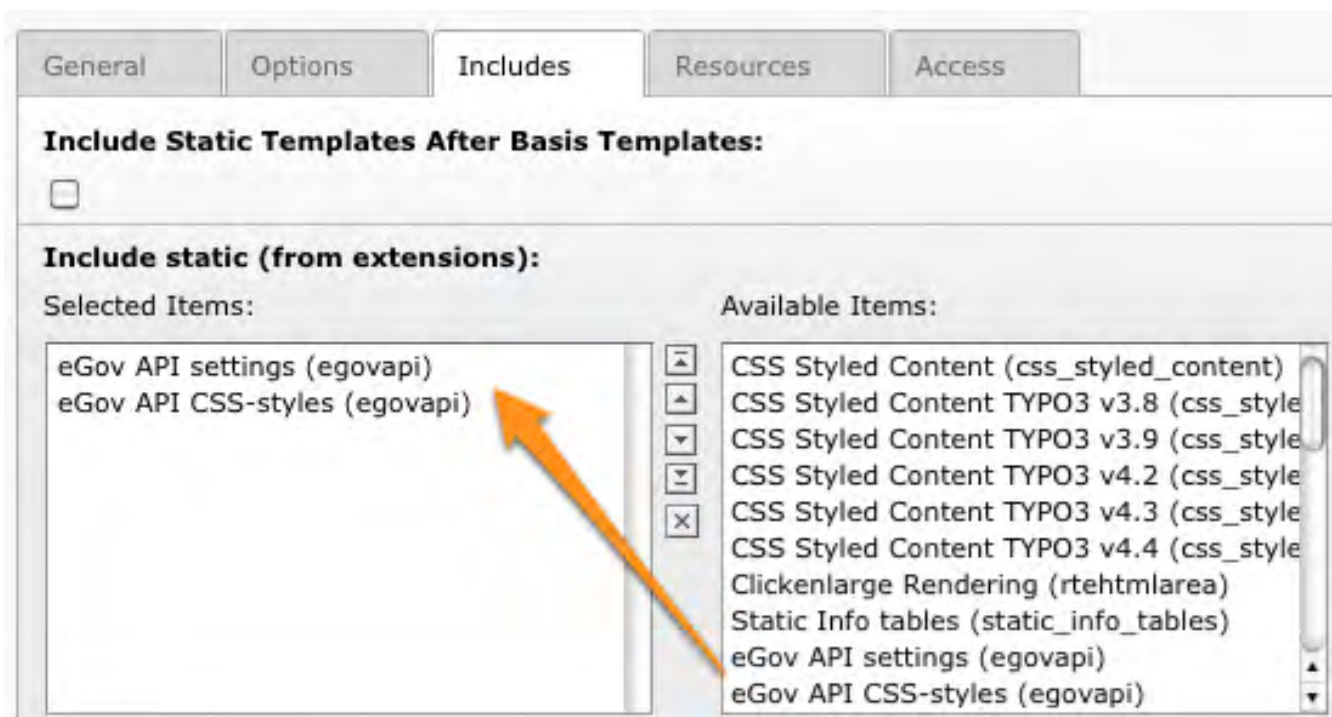 General Options Includes Resources Access
Include Static Templates After Basis Templates:
Include static (from extensions):
Selected Items:
eGov API settings (egovapi)
eGov API CSS-styles (egovapi)
Available Items:
CSS Styled Content (css_styled_content)
CSS Styled Content TYPO3 v3.8 (css_style
CSS Styled Content TYPO3 v3.9 (css_style
CSS Styled Content TYPO3 v4.2 (css_style
CSS Styled Content TYPO3 v4.3 (css_style
CSS Styled Content TYPO3 v4.4 (css_style
Clickenlarge Rendering (rtehtmlarea)
Static Info tables (static_info_tables)
eGov API settings (egovapi)
eGov API CSS-styles (egovapi)